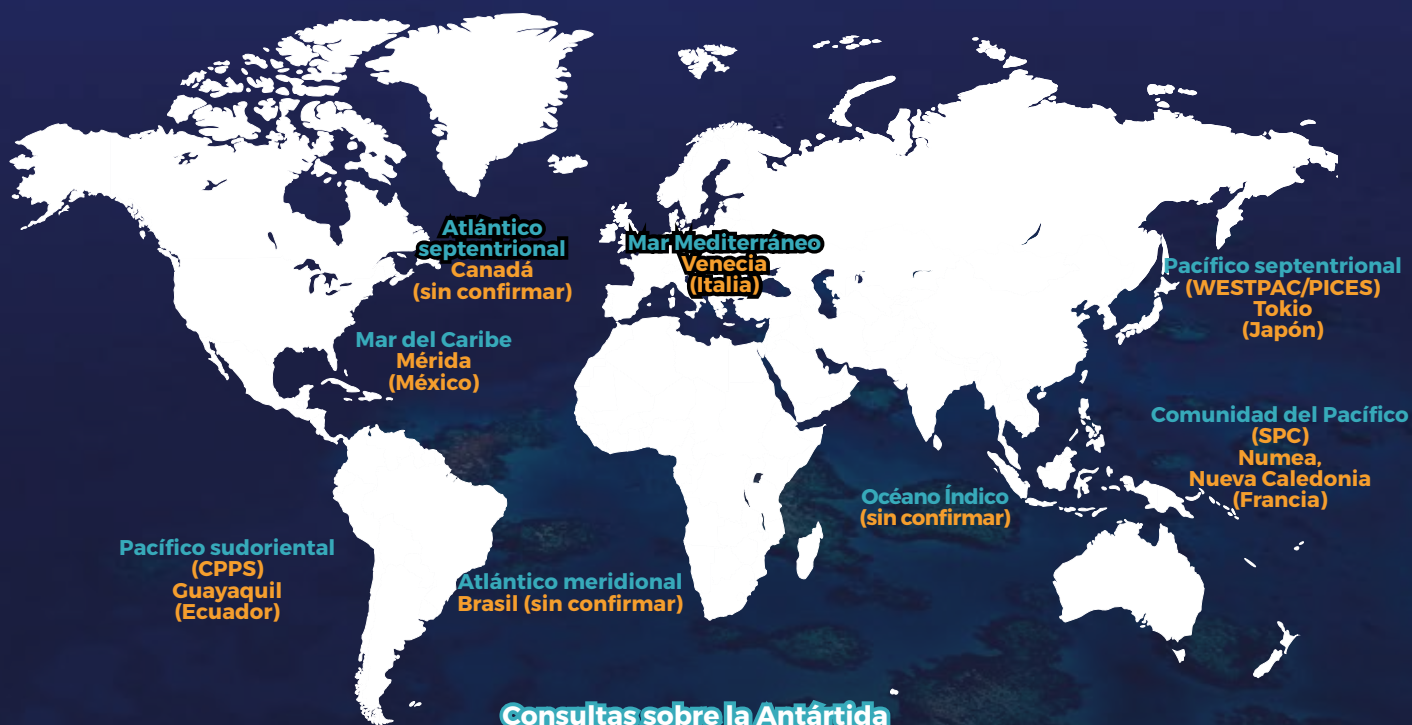 Atlántico
septentrional
Canadá
(sin confirmar)
Mar Mediterráneo
Venecia
(Italia)
Pacífico septentrional
(WESTPAC/PICES)
Tokio
(Japón)
Mar del Caribe
Mérida
(México)
Comunidad del Pacífico
(SPC)
Numea,
Nueva Caledonia
(Francia)
Océano Índico
(sin confirmar)
Pacífico sudoriental
(CPPS)
Guayaquil
(Ecuador)
Atlántico meridional
Brasil (sin confirmar)
Consultas sobre la Antártida